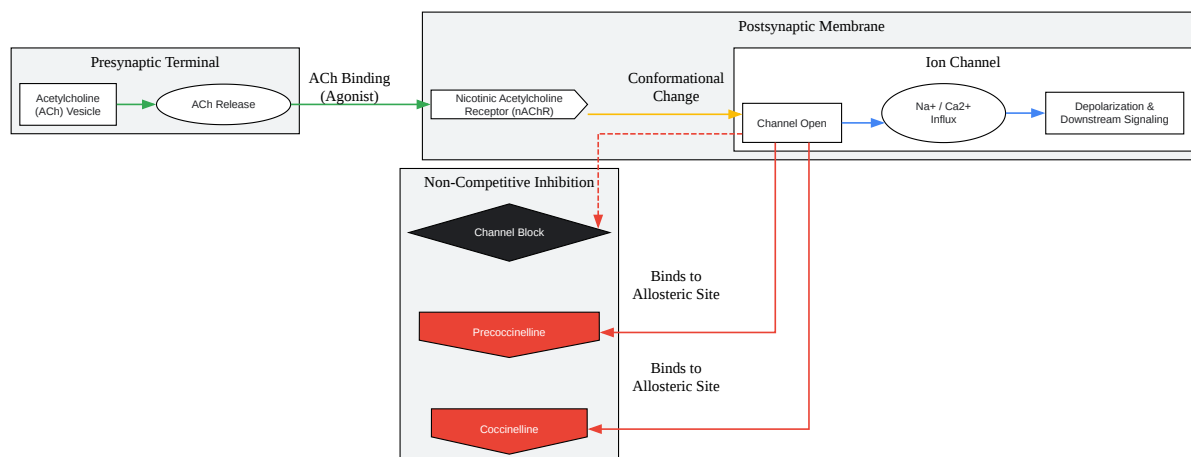 Postsynaptic Membrane
Presynaptic Terminal
Ion Channel
Acetylcholine
(ACh) Vesicle
ACh Release
ACh Binding
(Agonist)
Nicotinic Acetylcholine
Receptor (nAChR)
Conformational
Change
Channel Open
Na+ / Ca2+
Influx
Depolarization &
Downstream Signaling
Non-Competitive Inhibition
Channel Block
Binds to
Allosteric Site
Precoccinelline
Binds to
Allosteric Site
Coccinelline